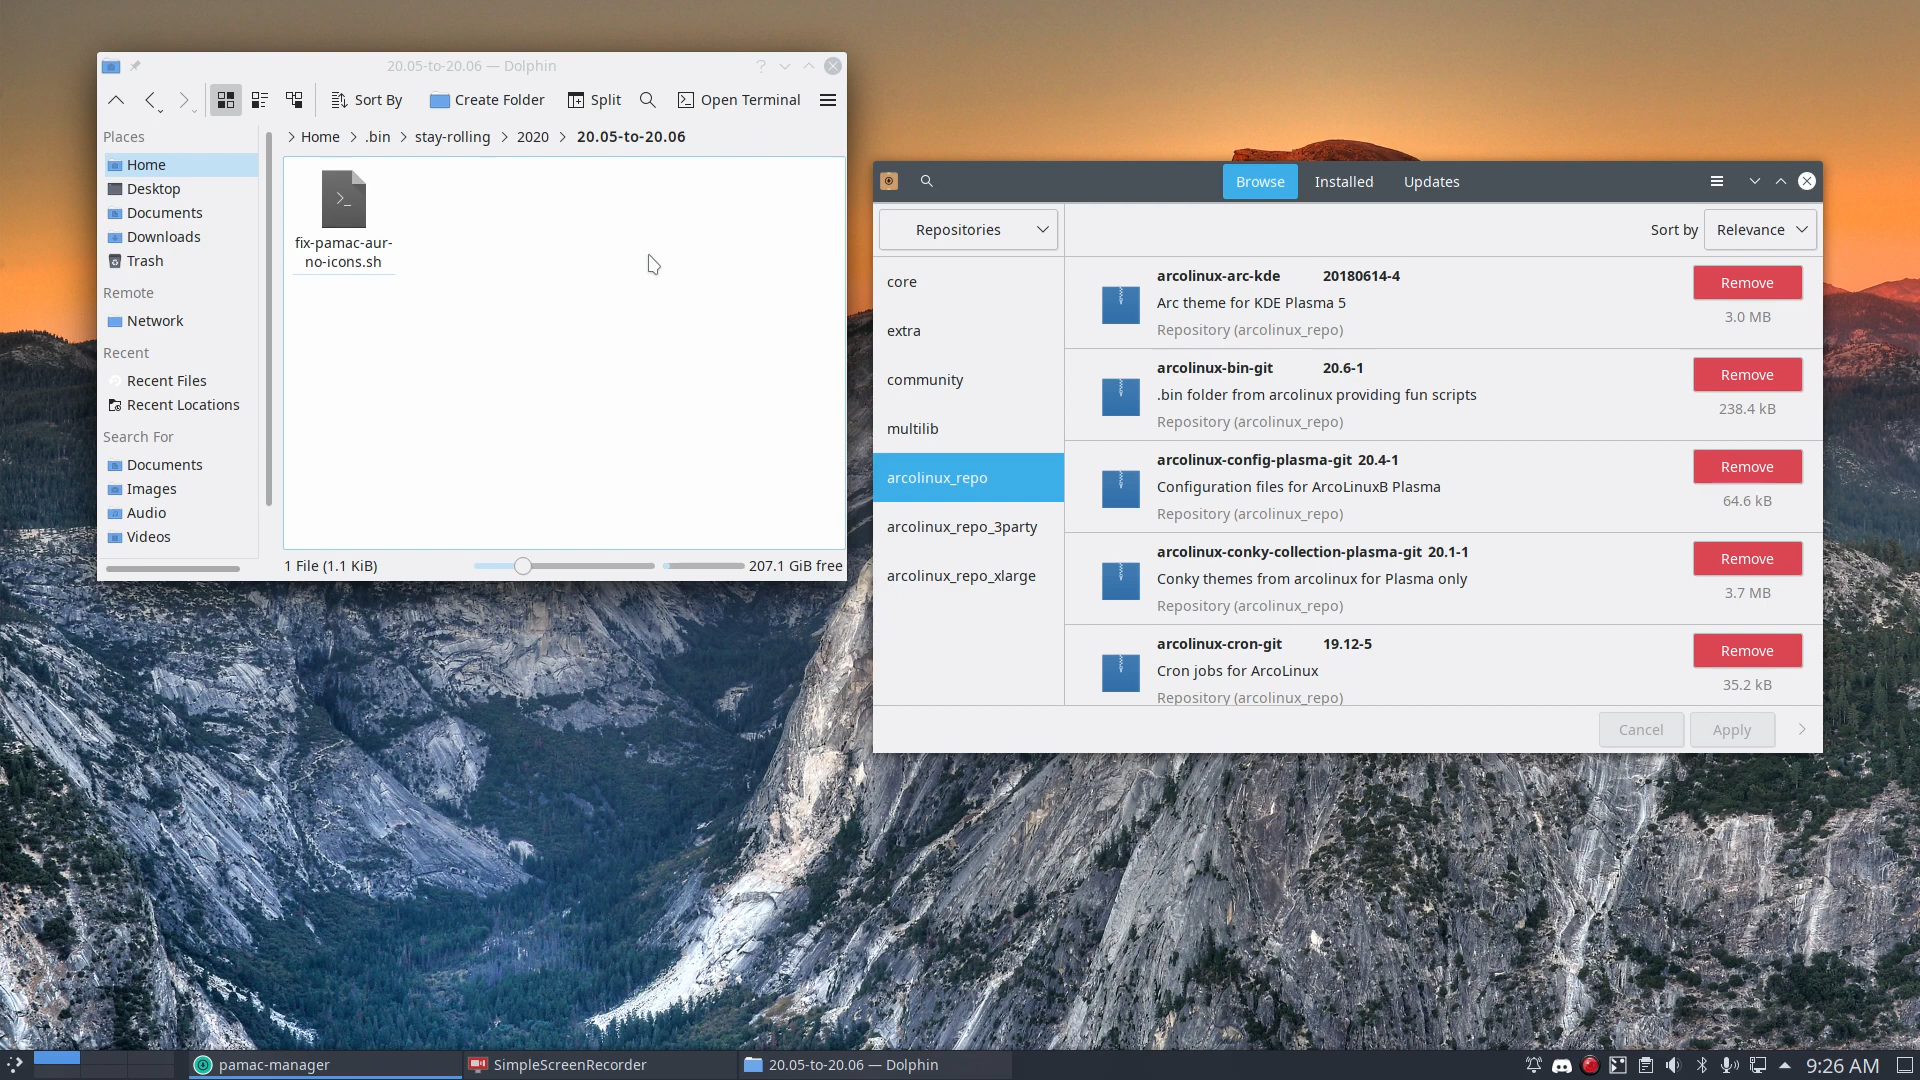 20.05-to-20.06 — Dolphin
Sort By Create Folder Split Open Terminal
Home .bin stay-rolling 2020 20.05-to-20.06
Places
Home
Desktop
Documents
Downloads
Trash
Remote
Network
Recent
Recent Files
Recent Locations
Search For
Documents
Images
Audio
Videos
fix-pamac-aur-
no-icons.sh
1 File (1.1 KiB) 207.1 GiB free
Browse Installed Updates
Repositories Sort by Relevance
core
extra
community
multilib
arcolinux_repo
arcolinux_repo_3party
arcolinux_repo_xlarge
arcolinux-arc-kde 20180614-4 Remove
Arc theme for KDE Plasma 5 3.0 MB
Repository (arcolinux_repo)
arcolinux-bin-git 20.6-1 Remove
.bin folder from arcolinux providing fun scripts 238.4 kB
Repository (arcolinux_repo)
arcolinux-config-plasma-git 20.4-1 Remove
Configuration files for ArcoLinuxB Plasma 64.6 kB
Repository (arcolinux_repo)
arcolinux-conky-collection-plasma-git 20.1-1 Remove
Conky themes from arcolinux for Plasma only 3.7 MB
Repository (arcolinux_repo)
arcolinux-cron-git 19.12-5 Remove
Cron jobs for ArcoLinux 35.2 kB
Repository (arcolinux_repo)
Cancel Apply
pamac-manager SimpleScreenRecorder 20.05-to-20.06 — Dolphin 9:26 AM